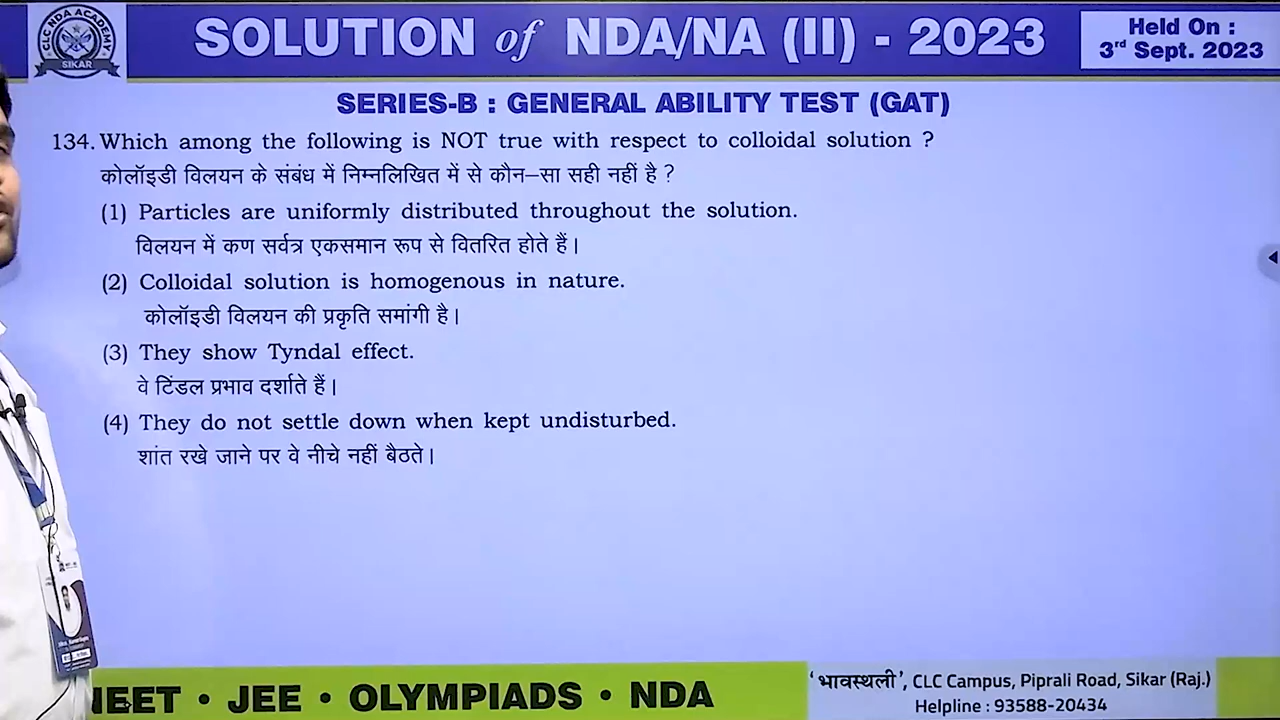 CLC NDA ACADEMY
SIKAR
SOLUTION of NDA/NA (II) - 2023
Held On :
3rd Sept. 2023
SERIES-B : GENERAL ABILITY TEST (GAT)
134. Which among the following is NOT true with respect to colloidal solution ?
कोलॉइडी विलयन के संबंध में निम्नलिखित में से कौन–सा सही नहीं है ?
(1) Particles are uniformly distributed throughout the solution.
विलयन में कण सर्वत्र एकसमान रूप से वितरित होते हैं।
(2) Colloidal solution is homogenous in nature.
कोलॉइडी विलयन की प्रकृति समांगी है।
(3) They show Tyndal effect.
वे टिंडल प्रभाव दर्शाते हैं।
(4) They do not settle down when kept undisturbed.
शांत रखे जाने पर वे नीचे नहीं बैठते।
NEET • JEE • OLYMPIADS • NDA
‘भावस्थली’, CLC Campus, Piprali Road, Sikar (Raj.)
Helpline : 93588-20434